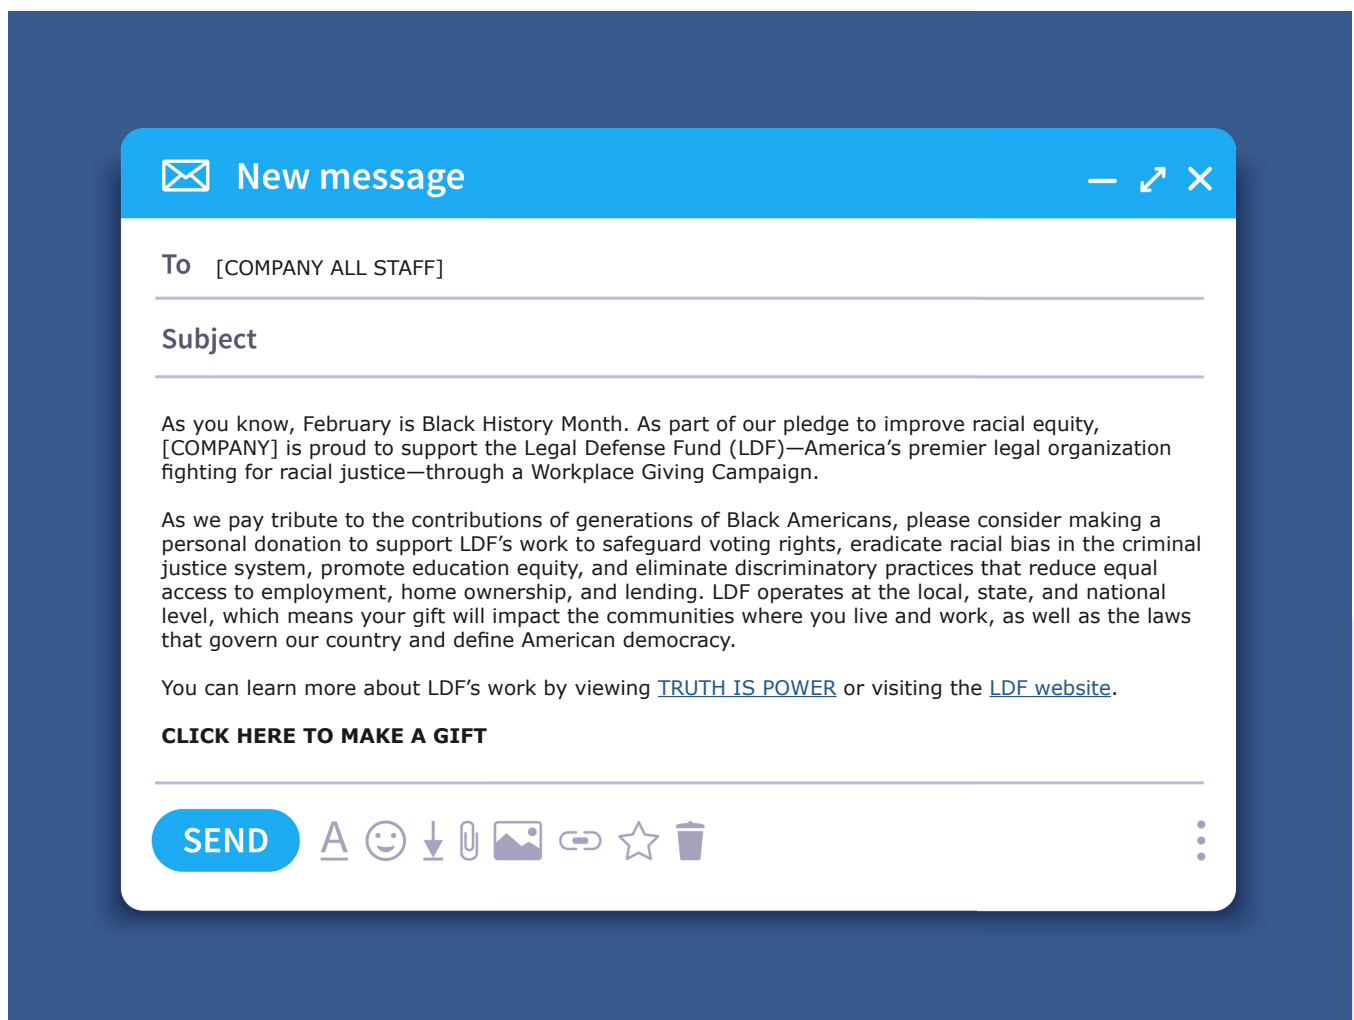 New message
To [COMPANY ALL STAFF]
Subject
As you know, February is Black History Month. As part of our pledge to improve racial equity,
[COMPANY] is proud to support the Legal Defense Fund (LDF)—America’s premier legal organization
fighting for racial justice—through a Workplace Giving Campaign.
As we pay tribute to the contributions of generations of Black Americans, please consider making a
personal donation to support LDF’s work to safeguard voting rights, eradicate racial bias in the criminal
justice system, promote education equity, and eliminate discriminatory practices that reduce equal
access to employment, home ownership, and lending. LDF operates at the local, state, and national
level, which means your gift will impact the communities where you live and work, as well as the laws
that govern our country and define American democracy.
You can learn more about LDF’s work by viewing TRUTH IS POWER or visiting the LDF website.
CLICK HERE TO MAKE A GIFT
SEND A